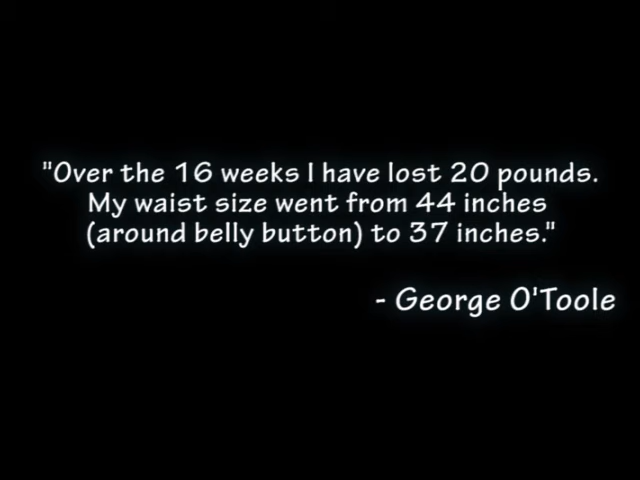 "Over the 16 weeks I have lost 20 pounds.
My waist size went from 44 inches
(around belly button) to 37 inches."
- George O'Toole